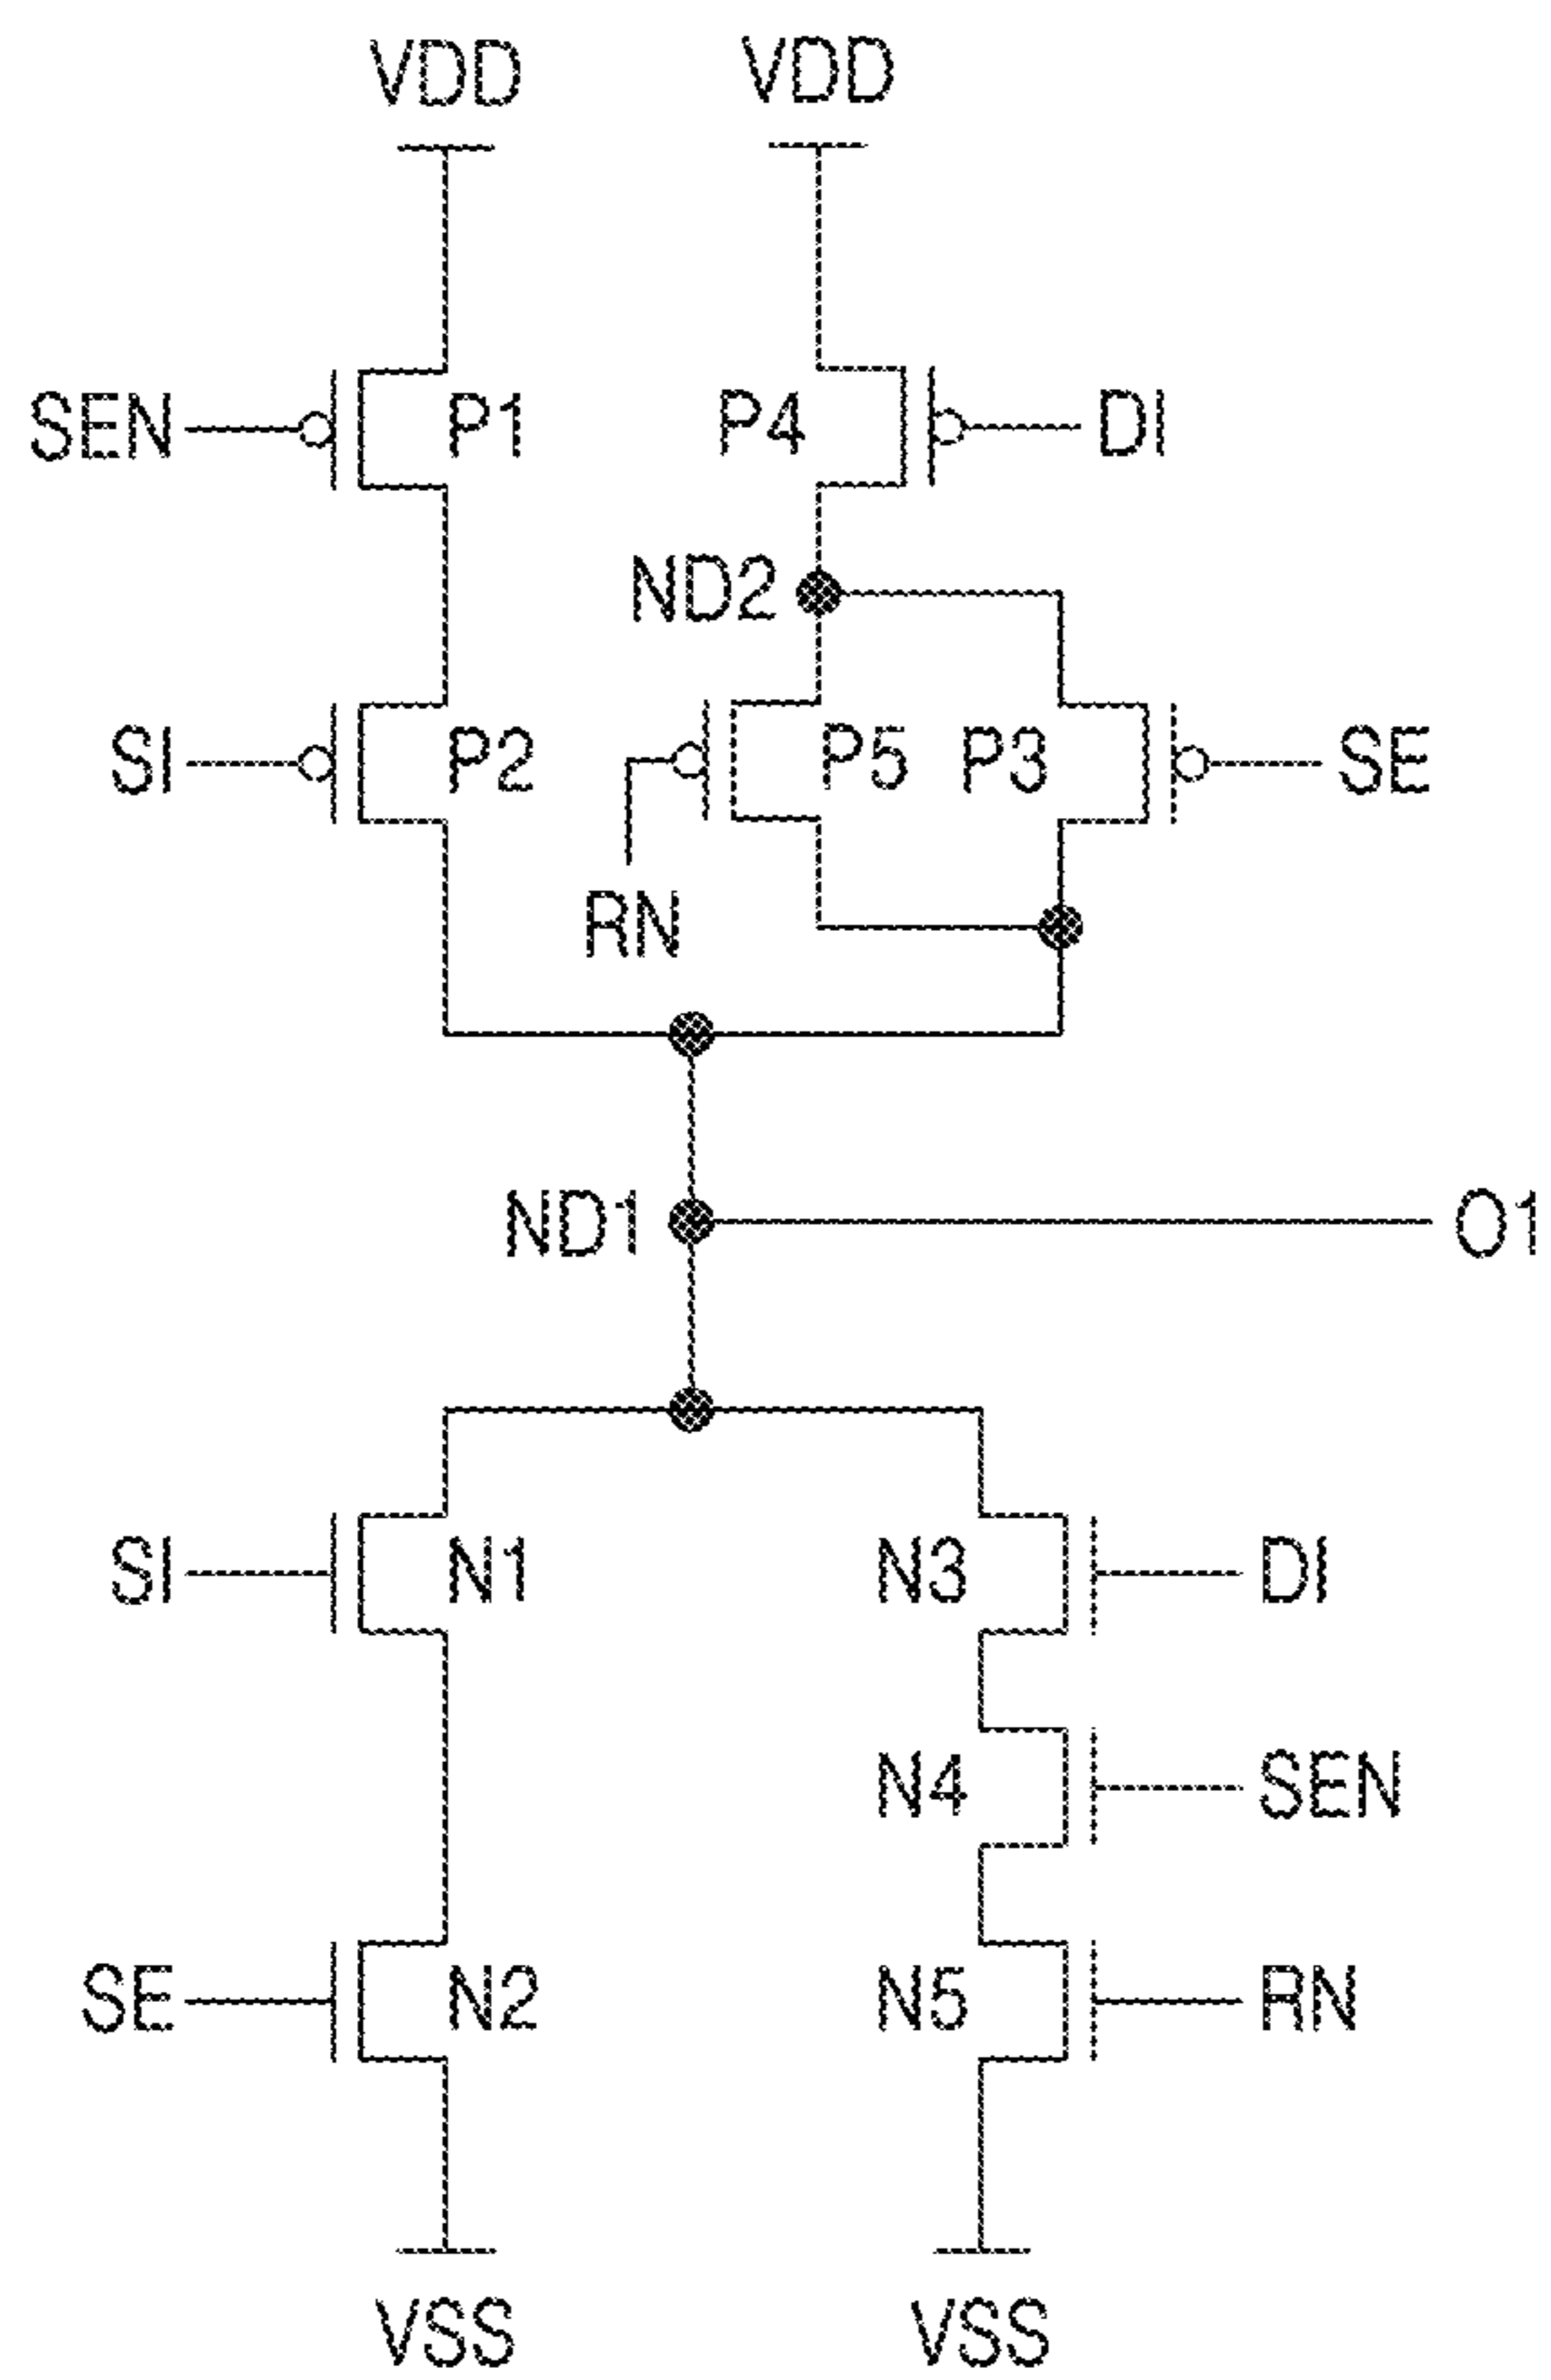 VDD VDD
SEN P1 P4 DI
ND2
SI P2 P5 P3 SE
RN
ND1 O1
SI N1 N3 DI
N4 SEN
SE N2 N5 RN
VSS VSS